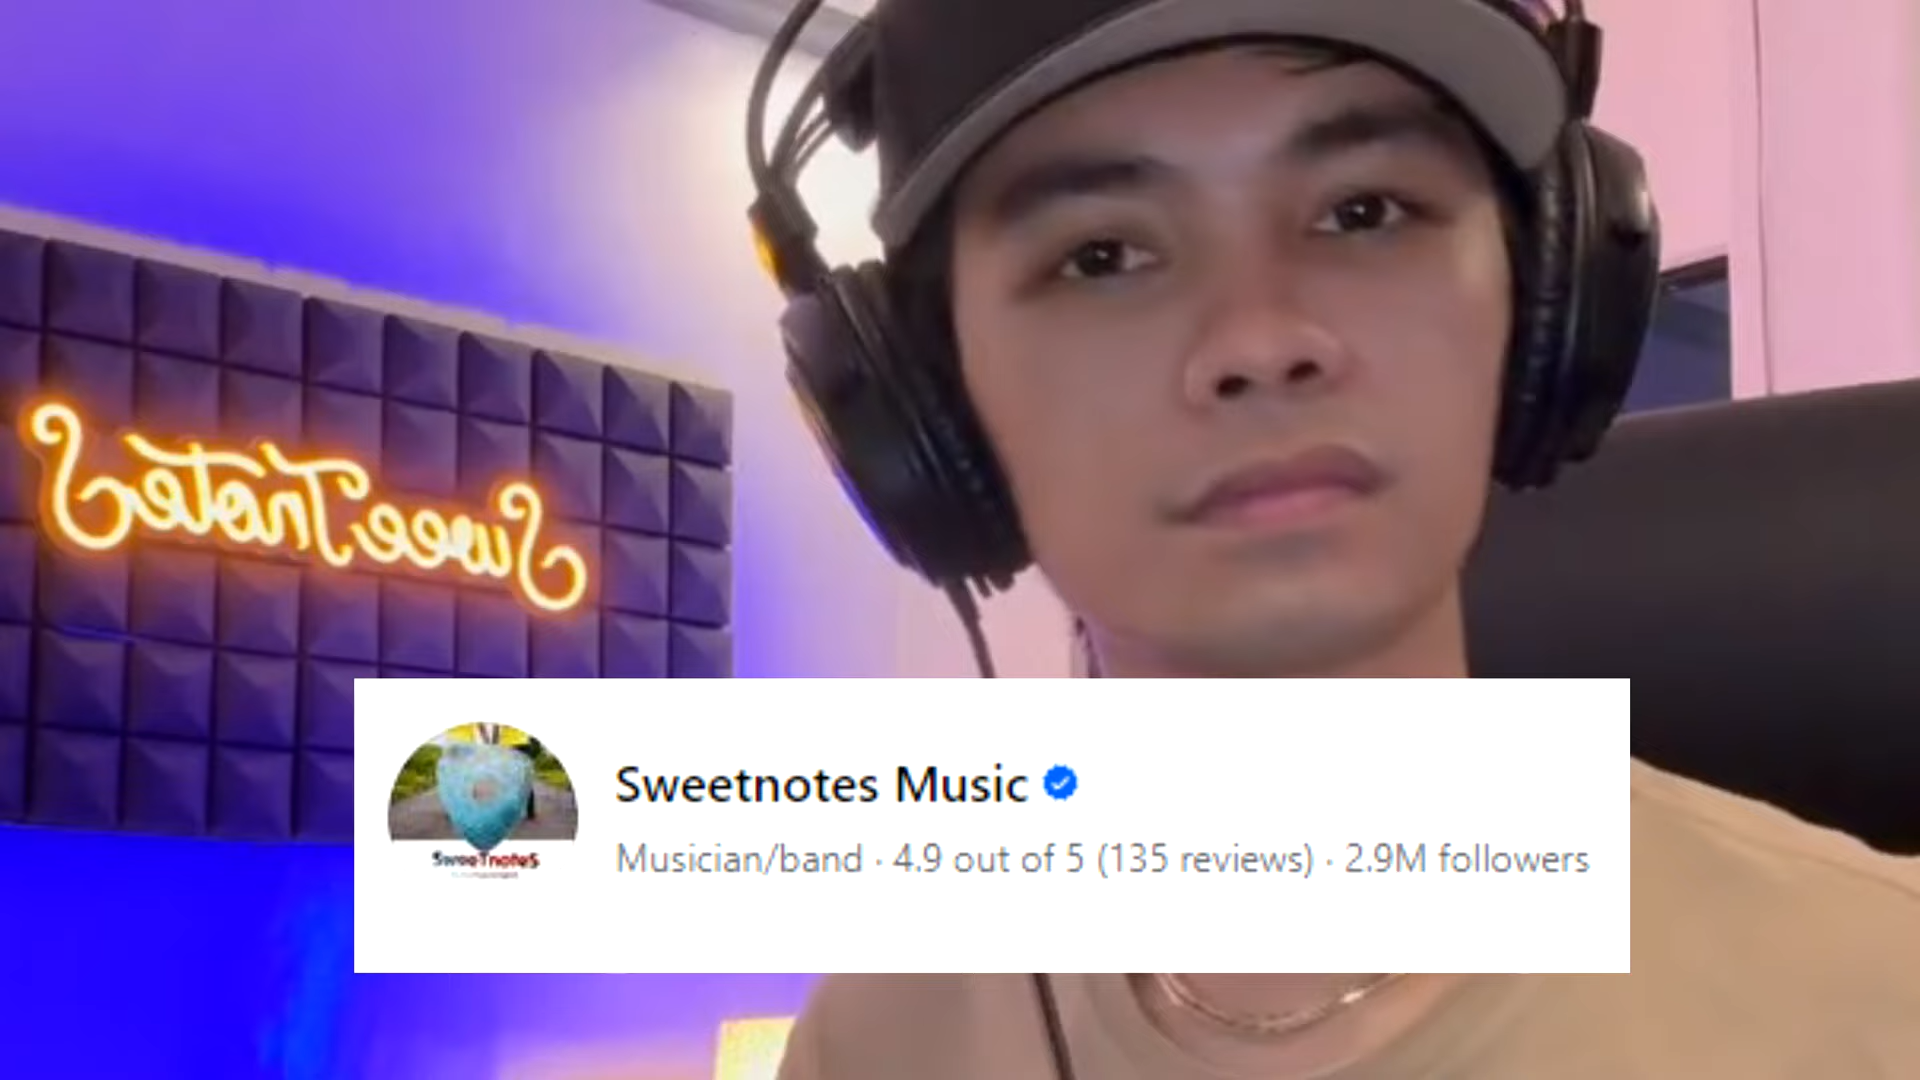 SweeTnoteS
Sweetnotes Music
Musician/band · 4.9 out of 5 (135 reviews) · 2.9M followers
SweeTnoteS